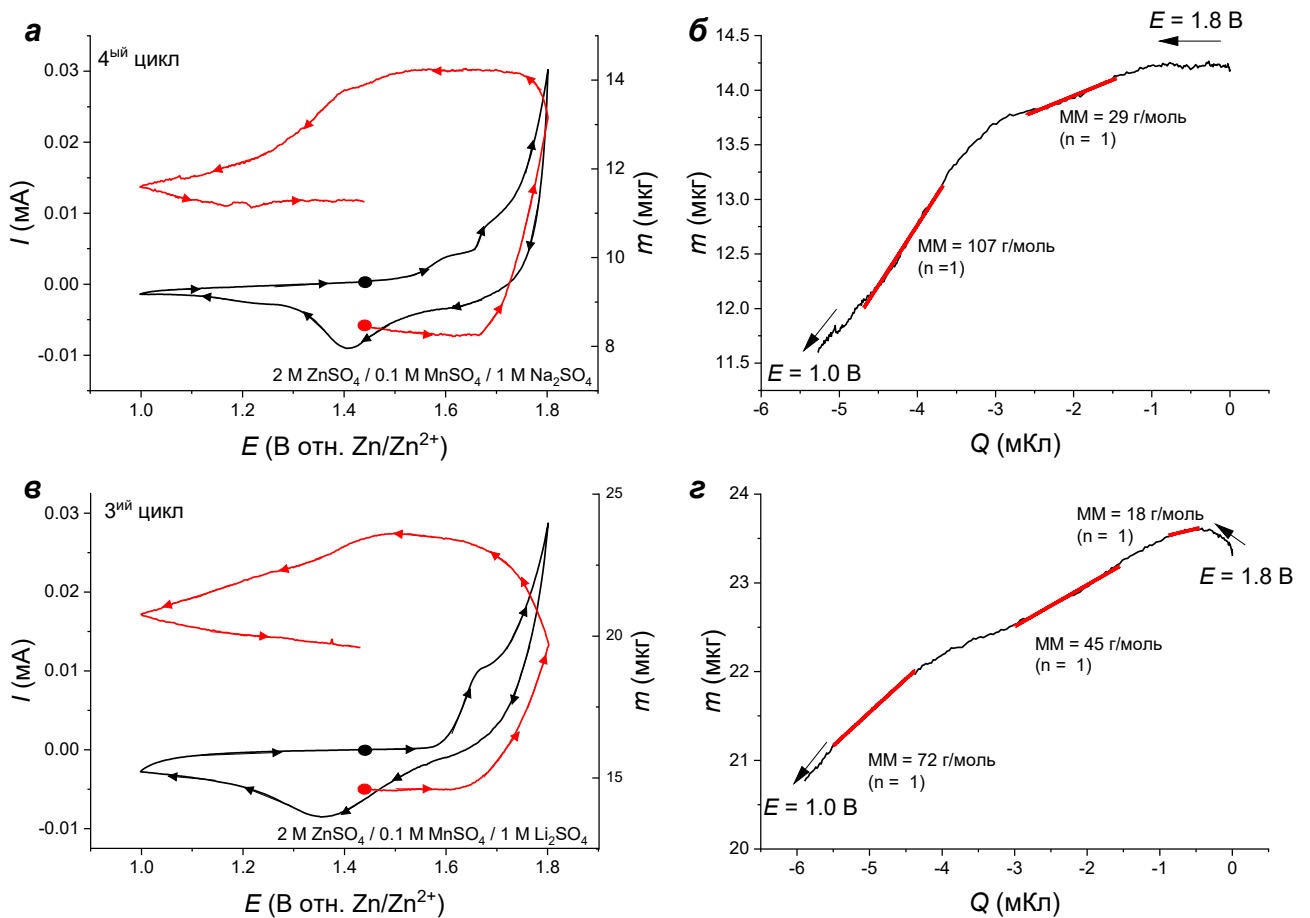 а
4ый цикл
0.03
0.02
0.01
0.00
-0.01
I (мА)
14
12
10
8
m (мкг)
2 M ZnSO4 / 0.1 M MnSO4 / 1 M Na2SO4
1.0
1.2
1.4
1.6
1.8
E (В отн. Zn/Zn2+)
б
E = 1.8 В
14.5
14.0
13.5
13.0
12.5
12.0
11.5
m (мкг)
ММ = 29 г/моль
(n = 1)
ММ = 107 г/моль
(n =1)
E = 1.0 В
-6
-5
-4
-3
-2
-1
0
Q (мКл)
в
3ий цикл
0.03
0.02
0.01
0.00
-0.01
I (мА)
25
20
15
m (мкг)
2 M ZnSO4 / 0.1 M MnSO4 / 1 M Li2SO4
1.0
1.2
1.4
1.6
1.8
E (В отн. Zn/Zn2+)
г
24
23
22
21
20
m (мкг)
ММ = 18 г/моль
(n = 1)
E = 1.8 В
ММ = 45 г/моль
(n = 1)
ММ = 72 г/моль
(n = 1)
E = 1.0 В
-6
-5
-4
-3
-2
-1
0
Q (мКл)